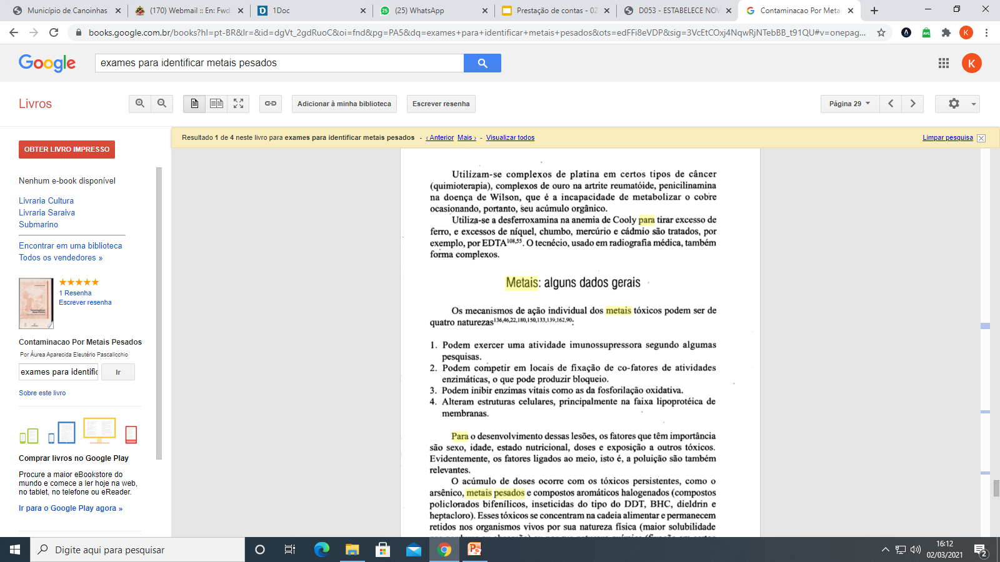 Município de Canoinhas
(170) Webmail :: En: Fwd:
1Doc
(25) WhatsApp
Prestação de contas - 02
D053 - ESTABELECE NOV
Contaminacao Por Meta
books.google.com.br/books?hl=pt-BR&lr=&id=dgVt_2gdRuoC&oi=fnd&pg=PA5&dq=exames+para+identificar+metais+pesados&ots=edFFi8eVDP&sig=3VcEtCOxj4NqwRjNTebBB_t91QU#v=onepag...
K
Google
exames para identificar metais pesados
K
Livros
Adicionar à minha biblioteca
Escrever resenha
Página 29
Resultado 1 de 4 neste livro para exames para identificar metais pesados - ‹ Anterior Mais › - Visualizar todos
Limpar pesquisa
OBTER LIVRO IMPRESSO
Nenhum e-book disponível
Livraria Cultura
Livraria Saraiva
Submarino
Encontrar em uma biblioteca
Todos os vendedores »
1 Resenha
Escrever resenha
Contaminacao Por Metais Pesados
Por Áurea Aparecida Eleutério Pascalicchio
exames para identific
Ir
Sobre este livro
Comprar livros no Google Play
Procure a maior eBookstore do
mundo e comece a ler hoje na web,
no tablet, no telefone ou eReader.
Ir para o Google Play agora »
Utilizam-se complexos de platina em certos tipos de câncer
(quimioterapia), complexos de ouro na artrite reumatóide, penicilinamina
na doença de Wilson, que é a incapacidade de metabolizar o cobre
ocasionando, portanto, seu acúmulo orgânico.
Utiliza-se a desferroxamina na anemia de Cooly para tirar excesso de
ferro, e excessos de níquel, chumbo, mercúrio e cádmio são tratados, por
exemplo, por EDTA108,55. O tecnécio, usado em radiografia médica, também
forma complexos.
Metais: alguns dados gerais
Os mecanismos de ação individual dos metais tóxicos podem ser de
quatro naturezas136,46,22,180,150,133,139,162,90:
1. Podem exercer uma atividade imunossupressora segundo algumas
pesquisas.
2. Podem competir em locais de fixação de co-fatores de atividades
enzimáticas, o que pode produzir bloqueio.
3. Podem inibir enzimas vitais como as da fosforilação oxidativa.
4. Alteram estruturas celulares, principalmente na faixa lipoprotéica de
membranas.
Para o desenvolvimento dessas lesões, os fatores que têm importância
são sexo, idade, estado nutricional, doses e exposição a outros tóxicos.
Evidentemente, os fatores ligados ao meio, isto é, a poluição são também
relevantes.
O acúmulo de doses ocorre com os tóxicos persistentes, como o
arsênico, metais pesados e compostos aromáticos halogenados (compostos
policlorados bifenílicos, inseticidas do tipo do DDT, BHC, dieldrin e
heptacloro). Esses tóxicos se concentram na cadeia alimentar e permanecem
retidos nos organismos vivos por sua natureza física (maior solubilidade
Digite aqui para pesquisar
16:12
02/03/2021
2